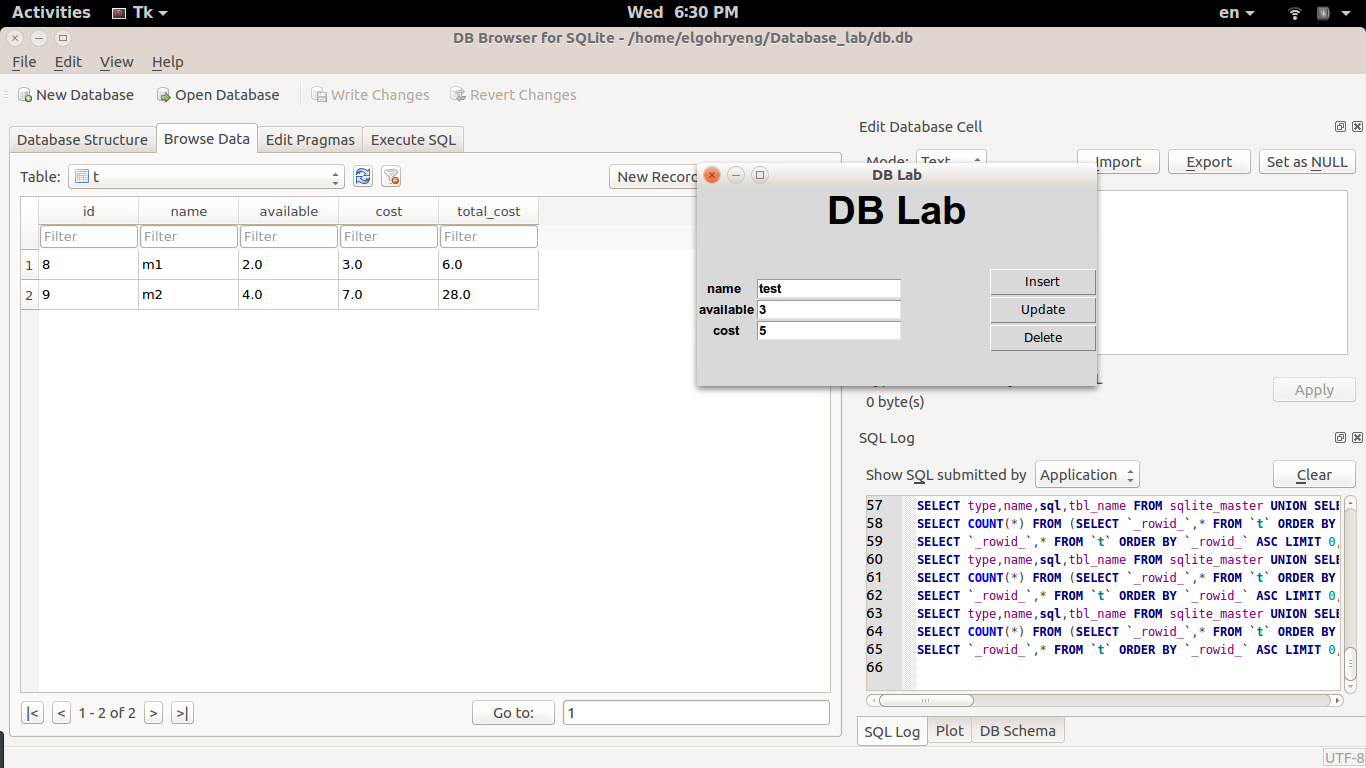 Activities Tk Wed 6:30 PM en
DB Browser for SQLite - /home/elgohryeng/Database_lab/db.db
File Edit View Help
New Database Open Database Write Changes Revert Changes
Database Structure Browse Data Edit Pragmas Execute SQL
Table: t New Record
id name available cost total_cost
Filter Filter Filter Filter Filter
1 8 m1 2.0 3.0 6.0
2 9 m2 4.0 7.0 28.0
|< < 1 - 2 of 2 > >| Go to: 1
Edit Database Cell
Mode: Text Import Export Set as NULL
DB Lab
DB Lab
name test
available 3
cost 5
Insert
Update
Delete
Apply
0 byte(s)
SQL Log
Show SQL submitted by Application Clear
57 SELECT type,name,sql,tbl_name FROM sqlite_master UNION SELE
58 SELECT COUNT(*) FROM (SELECT `_rowid_`,* FROM `t` ORDER BY
59 SELECT `_rowid_`,* FROM `t` ORDER BY `_rowid_` ASC LIMIT 0,
60 SELECT type,name,sql,tbl_name FROM sqlite_master UNION SELE
61 SELECT COUNT(*) FROM (SELECT `_rowid_`,* FROM `t` ORDER BY
62 SELECT `_rowid_`,* FROM `t` ORDER BY `_rowid_` ASC LIMIT 0,
63 SELECT type,name,sql,tbl_name FROM sqlite_master UNION SELE
64 SELECT COUNT(*) FROM (SELECT `_rowid_`,* FROM `t` ORDER BY
65 SELECT `_rowid_`,* FROM `t` ORDER BY `_rowid_` ASC LIMIT 0,
66
SQL Log Plot DB Schema
UTF-8